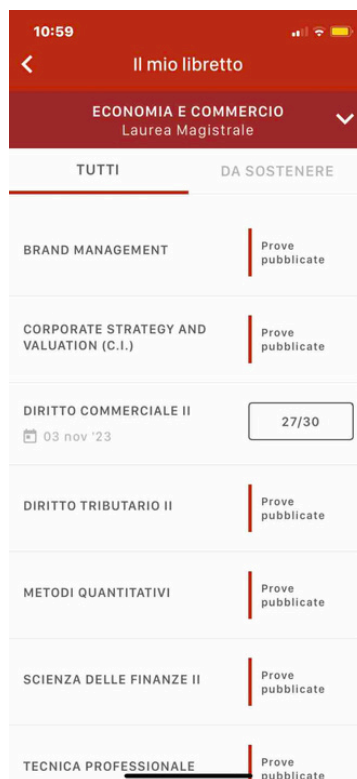 10:59
Il mio libretto
ECONOMIA E COMMERCIO
Laurea Magistrale
TUTTI
DA SOSTENERE
BRAND MANAGEMENT
Prove
pubblicate
CORPORATE STRATEGY AND
VALUATION (C.I.)
Prove
pubblicate
DIRITTO COMMERCIALE II
03 nov '23
27/30
DIRITTO TRIBUTARIO II
Prove
pubblicate
METODI QUANTITATIVI
Prove
pubblicate
SCIENZA DELLE FINANZE II
Prove
pubblicate
TECNICA PROFESSIONALE
Prove
pubblicate